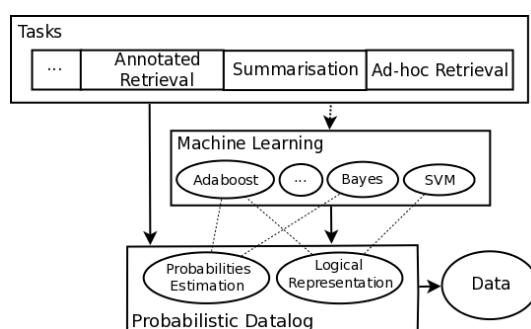 Tasks
... Annotated Retrieval Summarisation Ad-hoc Retrieval
Machine Learning
Adaboost ... Bayes SVM
Probabilities Estimation Logical Representation Data
Probabilistic Datalog